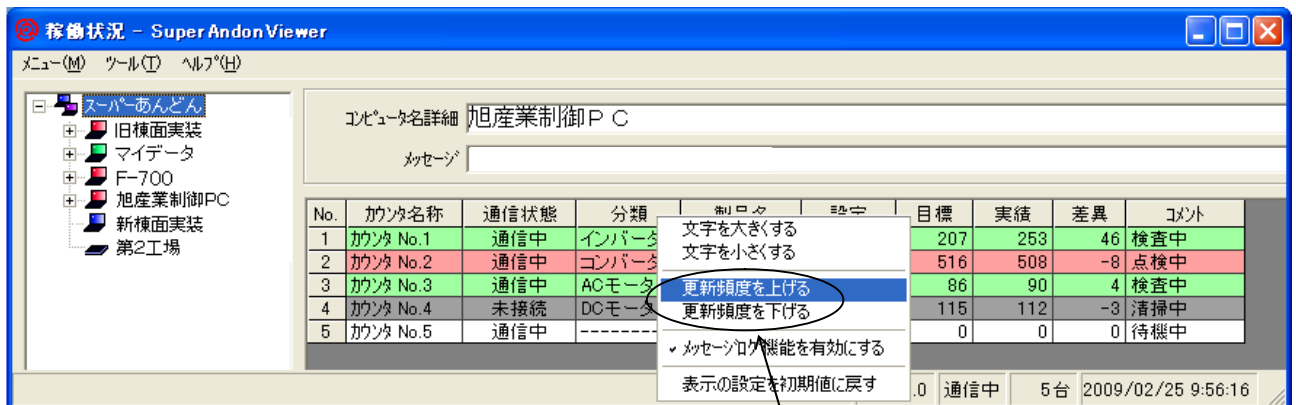 稼働状況 - SuperAndonViewer
メニュー(M) ツール(T) ヘルプ(H)
スーパーあんどん
旧棟面実装
マイデータ
F-700
旭産業制御PC
新棟面実装
第2工場
コンピュータ名詳細 旭産業制御PC
メッセージ
No. カウンタ名称 通信状態 分類 目標 実績 差異 コメント
1 カウンタ No.1 通信中 インバータ 207 253 46 検査中
2 カウンタ No.2 通信中 コンバータ 516 508 -8 点検中
3 カウンタ No.3 通信中 ACモータ 86 90 4 検査中
4 カウンタ No.4 未接続 DCモータ 115 112 -3 清掃中
5 カウンタ No.5 通信中 -------- 0 0 0 待機中
文字を大きくする
文字を小さくする
更新頻度を上げる
更新頻度を下げる
メッセージログ機能を有効にする
表示の設定を初期値に戻す
.0 通信中 5台 2009/02/25 9:56:16